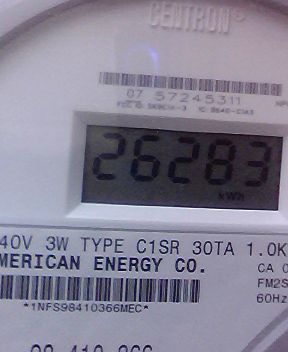 CENTRON®
07 57245311
26283
kWh
40V 3W TYPE C1SR 30TA 1.0K
MERICAN ENERGY CO.
CA 0
FM2S
60Hz
*1NFS98410366MEC*